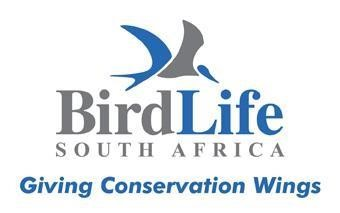 BirdLife
SOUTH AFRICA
Giving Conservation Wings